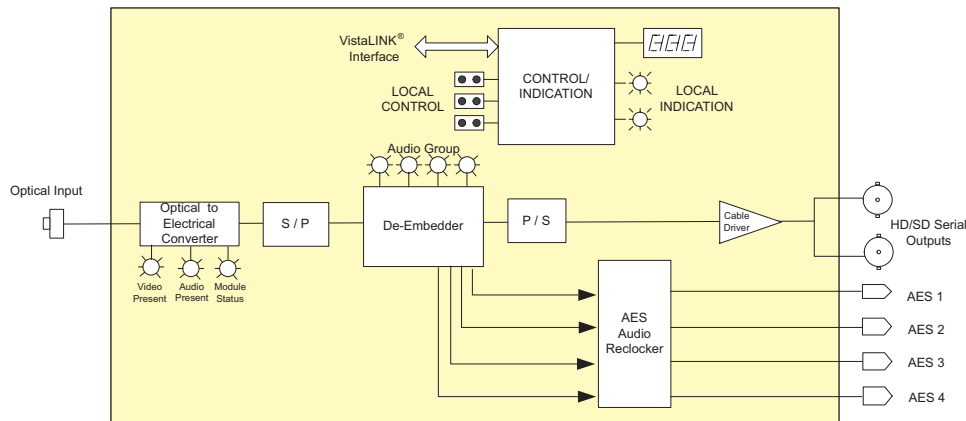 VistaLINK®
Interface
LOCAL
CONTROL
CONTROL/
INDICATION
LOCAL
INDICATION
Audio Group
Optical Input
Optical to
Electrical
Converter
S / P
De-Embedder
P / S
Cable
Driver
HD/SD Serial
Outputs
Video
Present
Audio
Present
Module
Status
AES
Audio
Reclocker
AES 1
AES 2
AES 3
AES 4